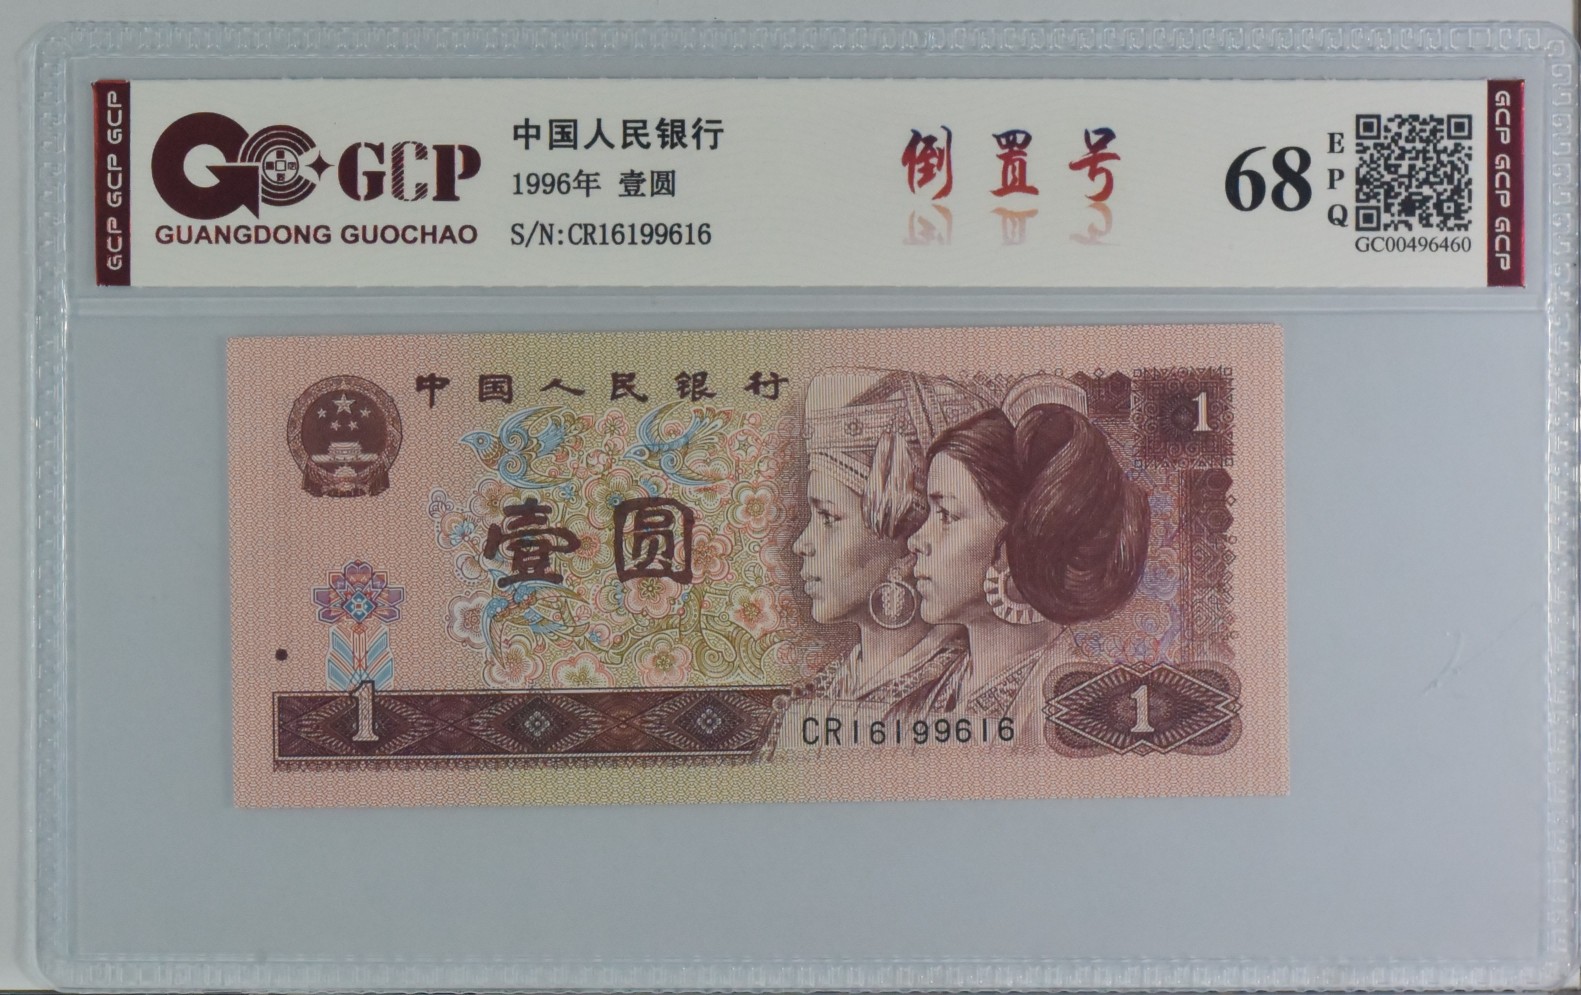 GCP GCP GCP
GCP
GUANGDONG GUOCHAO
中国人民银行
1996年 壹圆
S/N:CR16199616
倒置号
68
EPQ
GC00496460
GCP GCP GCP
中国人民银行
1
壹圆
1
CR16199616
1